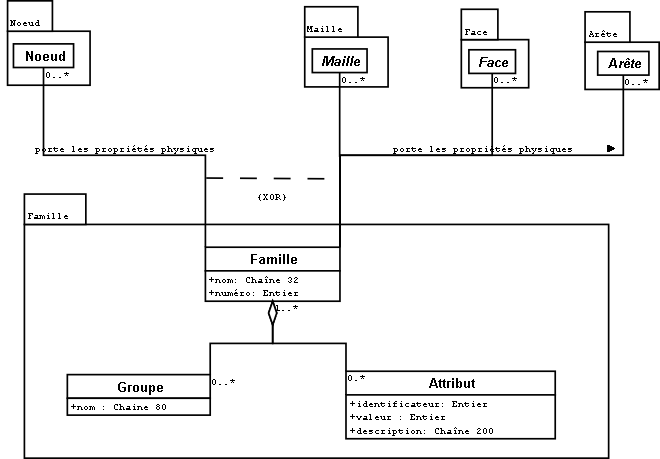 Noeud
Maille
Face
Arête
Noeud
Maille
Face
Arête
0..*
0..*
0..*
0..*
porte les propriétés physiques
porte les propriétés physiques
{XOR}
Famille
Famille
+nom: Chaîne 32
+numéro: Entier
1..*
0..*
0.*
Groupe
+nom : Chaine 80
Attribut
+identificateur: Entier
+valeur : Entier
+description: Chaîne 200